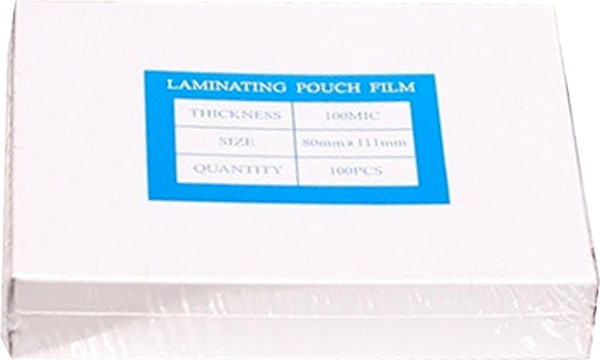 LAMINATING POUCH FILM
THICKNESS 100MIC
SIZE 80mm×111mm
QUANTITY 100PCS